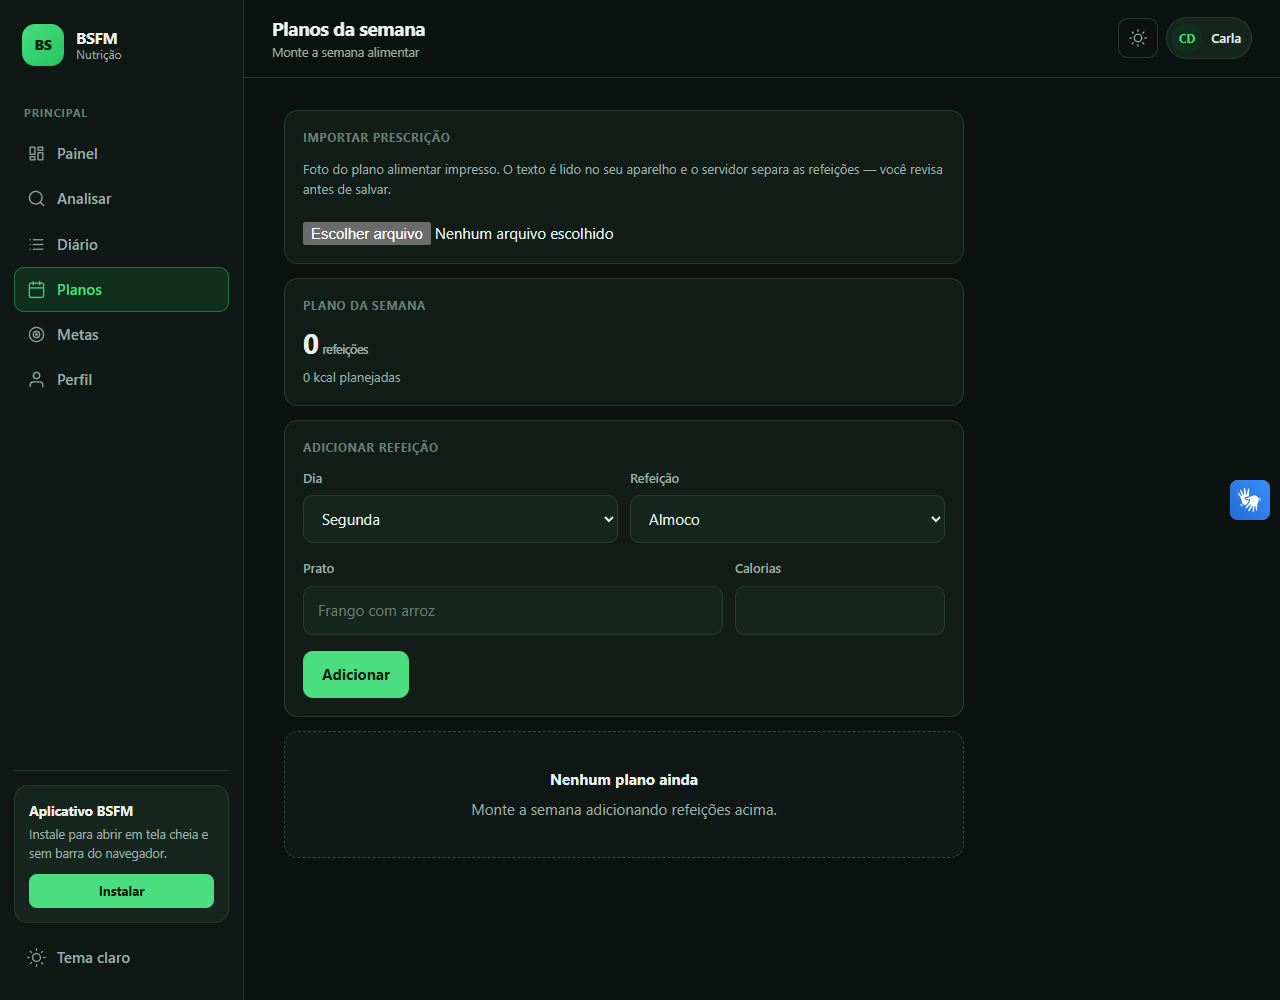 BS
BSFM
Nutrição
PRINCIPAL
Painel
Analisar
Diário
Planos
Metas
Perfil
Aplicativo BSFM
Instale para abrir em tela cheia e
sem barra do navegador.
Instalar
Tema claro
Planos da semana
Monte a semana alimentar
CD
Carla
IMPORTAR PRESCRIÇÃO
Foto do plano alimentar impresso. O texto é lido no seu aparelho e o servidor separa as refeições — você revisa
antes de salvar.
Escolher arquivo Nenhum arquivo escolhido
PLANO DA SEMANA
0 refeições
0 kcal planejadas
ADICIONAR REFEIÇÃO
Dia
Refeição
Segunda
Almoco
Prato
Calorias
Frango com arroz
Adicionar
Nenhum plano ainda
Monte a semana adicionando refeições acima.